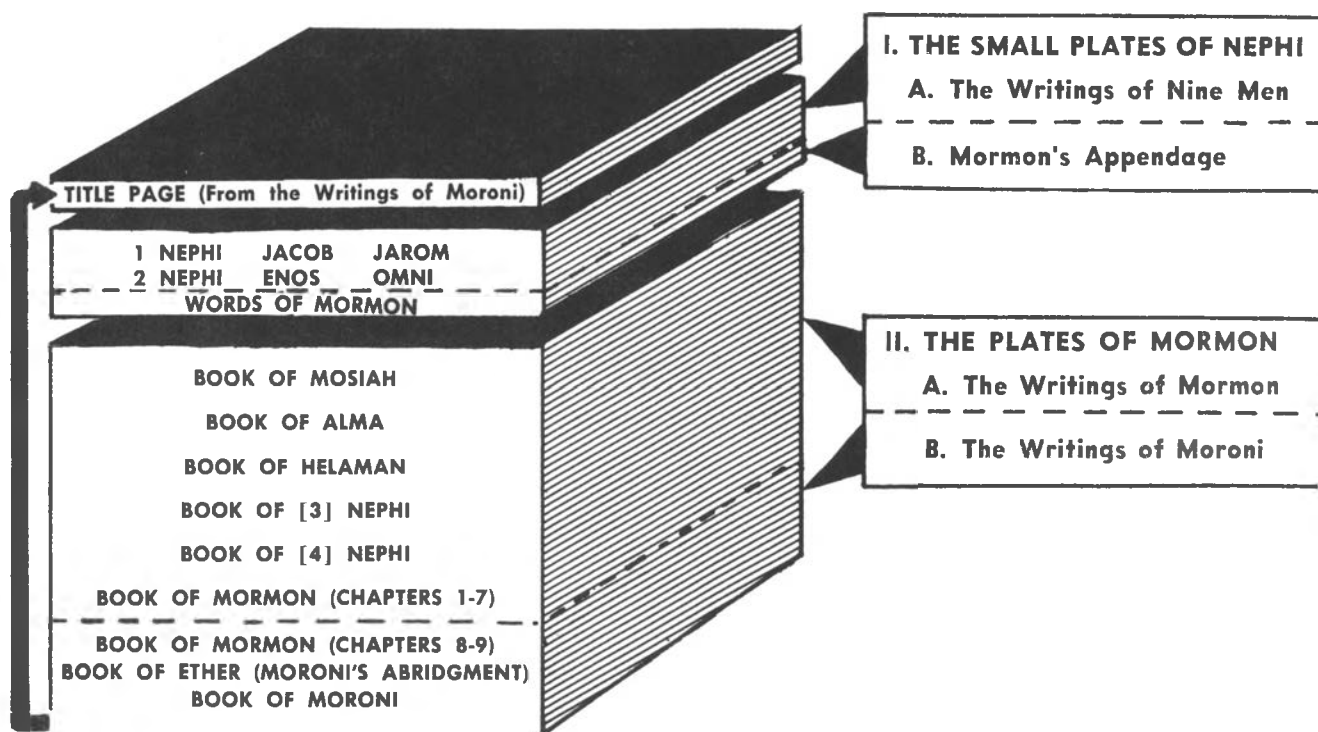 TITLE PAGE (From the Writings of Moroni)
1 NEPHI JACOB JAROM
2 NEPHI ENOS OMNI
WORDS OF MORMON
BOOK OF MOSIAH
BOOK OF ALMA
BOOK OF HELAMAN
BOOK OF [3] NEPHI
BOOK OF [4] NEPHI
BOOK OF MORMON (CHAPTERS 1-7)
BOOK OF MORMON (CHAPTERS 8-9)
BOOK OF ETHER (MORONI'S ABRIDGMENT)
BOOK OF MORONI
I. THE SMALL PLATES OF NEPHI
A. The Writings of Nine Men
B. Mormon's Appendage
II. THE PLATES OF MORMON
A. The Writings of Mormon
B. The Writings of Moroni